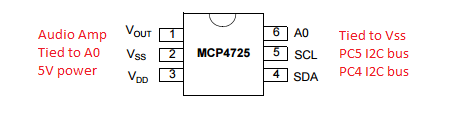 Audio Amp VOUT 1 6 A0 Tied to Vss
Tied to A0 VSS 2 MCP4725 5 SCL PC5 I2C bus
5V power VDD 3 4 SDA PC4 I2C bus